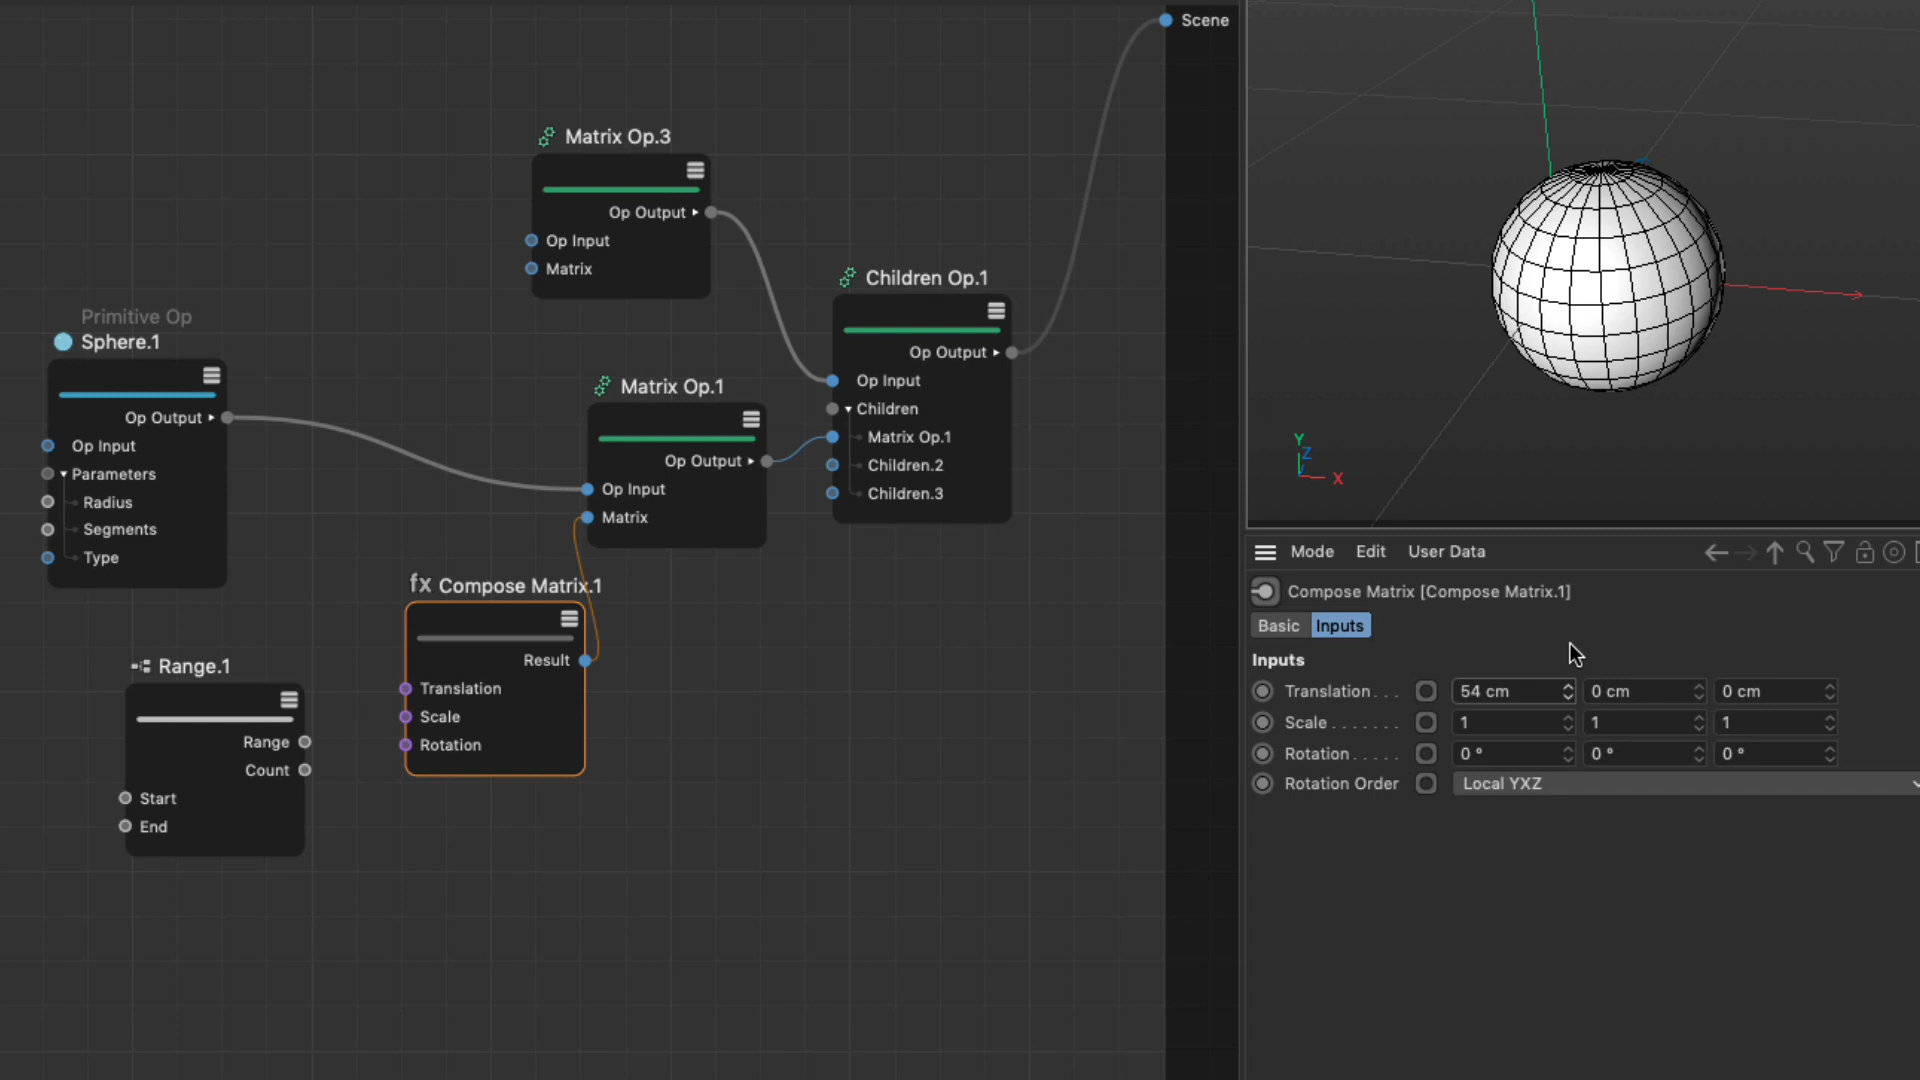 Scene
Matrix Op.3
Op Output
Op Input
Matrix
Children Op.1
Op Output
Op Input
Children
Matrix Op.1
Children.2
Children.3
Primitive Op
Sphere.1
Op Output
Op Input
Parameters
Radius
Segments
Type
Matrix Op.1
Op Output
Op Input
Matrix
fx Compose Matrix.1
Result
Translation
Scale
Rotation
Range.1
Range
Count
Start
End
Y
Z
X
Mode Edit User Data
Compose Matrix [Compose Matrix.1]
Basic Inputs
Inputs
Translation . . . 54 cm 0 cm 0 cm
Scale . . . . . . . 1 1 1
Rotation . . . . . 0 ° 0 ° 0 °
Rotation Order Local YXZ